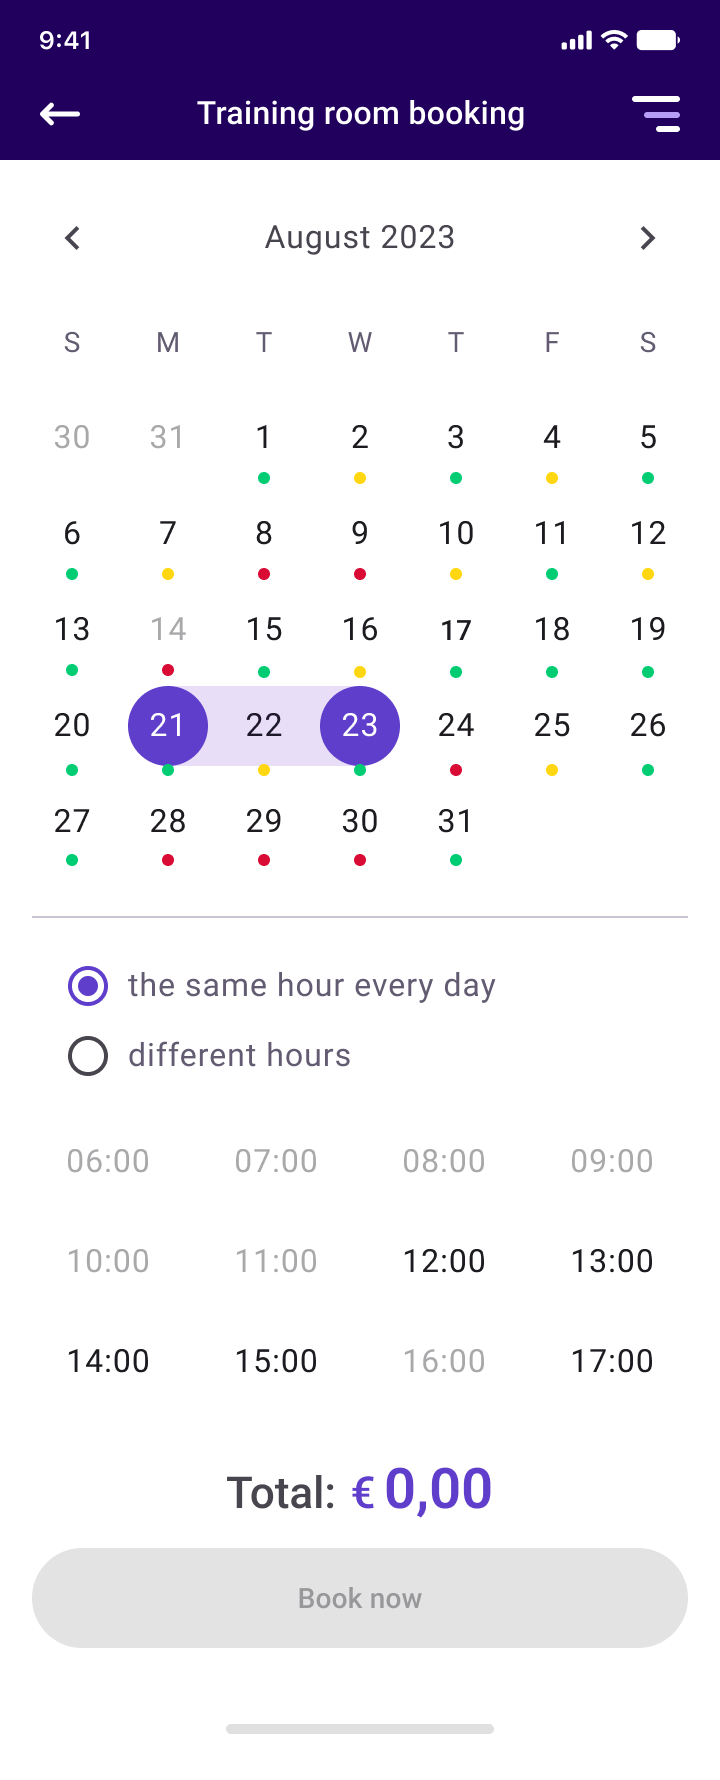 9:41
Training room booking
August 2023
S M T W T F S
30 31 1 2 3 4 5
6 7 8 9 10 11 12
13 14 15 16 17 18 19
20 21 22 23 24 25 26
27 28 29 30 31
the same hour every day
different hours
06:00 07:00 08:00 09:00
10:00 11:00 12:00 13:00
14:00 15:00 16:00 17:00
Total: € 0,00
Book now